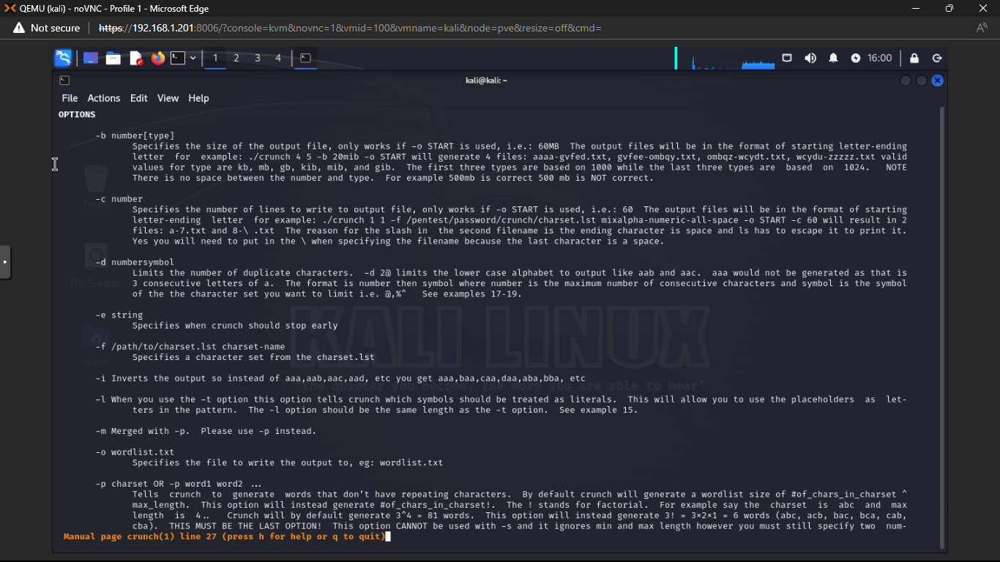 QEMU (kali) - noVNC - Profile 1 - Microsoft Edge
Not secure https://192.168.1.201:8006/?console=kvm&novnc=1&vmid=100&vmname=kali&node=pve&resize=off&cmd=
1 2 3 4 16:00
kali@kali: ~
File Actions Edit View Help
OPTIONS
-b number[type]
Specifies the size of the output file, only works if -o START is used, i.e.: 60MB The output files will be in the format of starting letter-ending
letter for example: ./crunch 4 5 -b 20mib -o START will generate 4 files: aaaa-gvfed.txt, gvfee-ombqy.txt, ombqz-wcydt.txt, wcydu-zzzzz.txt valid
values for type are kb, mb, gb, kib, mib, and gib. The first three types are based on 1000 while the last three types are based on 1024. NOTE
There is no space between the number and type. For example 500mb is correct 500 mb is NOT correct.
Trash
-c number
Specifies the number of lines to write to output file, only works if -o START is used, i.e.: 60 The output files will be in the format of starting
letter-ending letter for example: ./crunch 1 1 -f /pentest/password/crunch/charset.lst mixalpha-numeric-all-space -o START -c 60 will result in 2
files: a-7.txt and 8-\ .txt The reason for the slash in the second filename is the ending character is space and ls has to escape it to print it.
Yes you will need to put in the \ when specifying the filename because the last character is a space.
-d numbersymbol
Limits the number of duplicate characters. -d 2@ limits the lower case alphabet to output like aab and aac. aaa would not be generated as that is
3 consecutive letters of a. The format is number then symbol where number is the maximum number of consecutive characters and symbol is the symbol
of the the character set you want to limit i.e. @,%^ See examples 17-19.
File System
-e string
Specifies when crunch should stop early
KALI LINUX
-f /path/to/charset.lst charset-name
Specifies a character set from the charset.lst
Home
-i Inverts the output so instead of aaa,aab,aac,aad, etc you get aaa,baa,caa,daa,aba,bba, etc
"the quieter you become, the more you are able to hear"
-l When you use the -t option this option tells crunch which symbols should be treated as literals. This will allow you to use the placeholders as let-
ters in the pattern. The -l option should be the same length as the -t option. See example 15.
-m Merged with -p. Please use -p instead.
-o wordlist.txt
Specifies the file to write the output to, eg: wordlist.txt
-p charset OR -p word1 word2 ...
Tells crunch to generate words that don't have repeating characters. By default crunch will generate a wordlist size of #of_chars_in_charset ^
max_length. This option will instead generate #of_chars_in_charset!. The ! stands for factorial. For example say the charset is abc and max
length is 4.. Crunch will by default generate 3^4 = 81 words. This option will instead generate 3! = 3×2×1 = 6 words (abc, acb, bac, bca, cab,
cba). THIS MUST BE THE LAST OPTION! This option CANNOT be used with -s and it ignores min and max length however you must still specify two num-
Manual page crunch(1) line 27 (press h for help or q to quit)